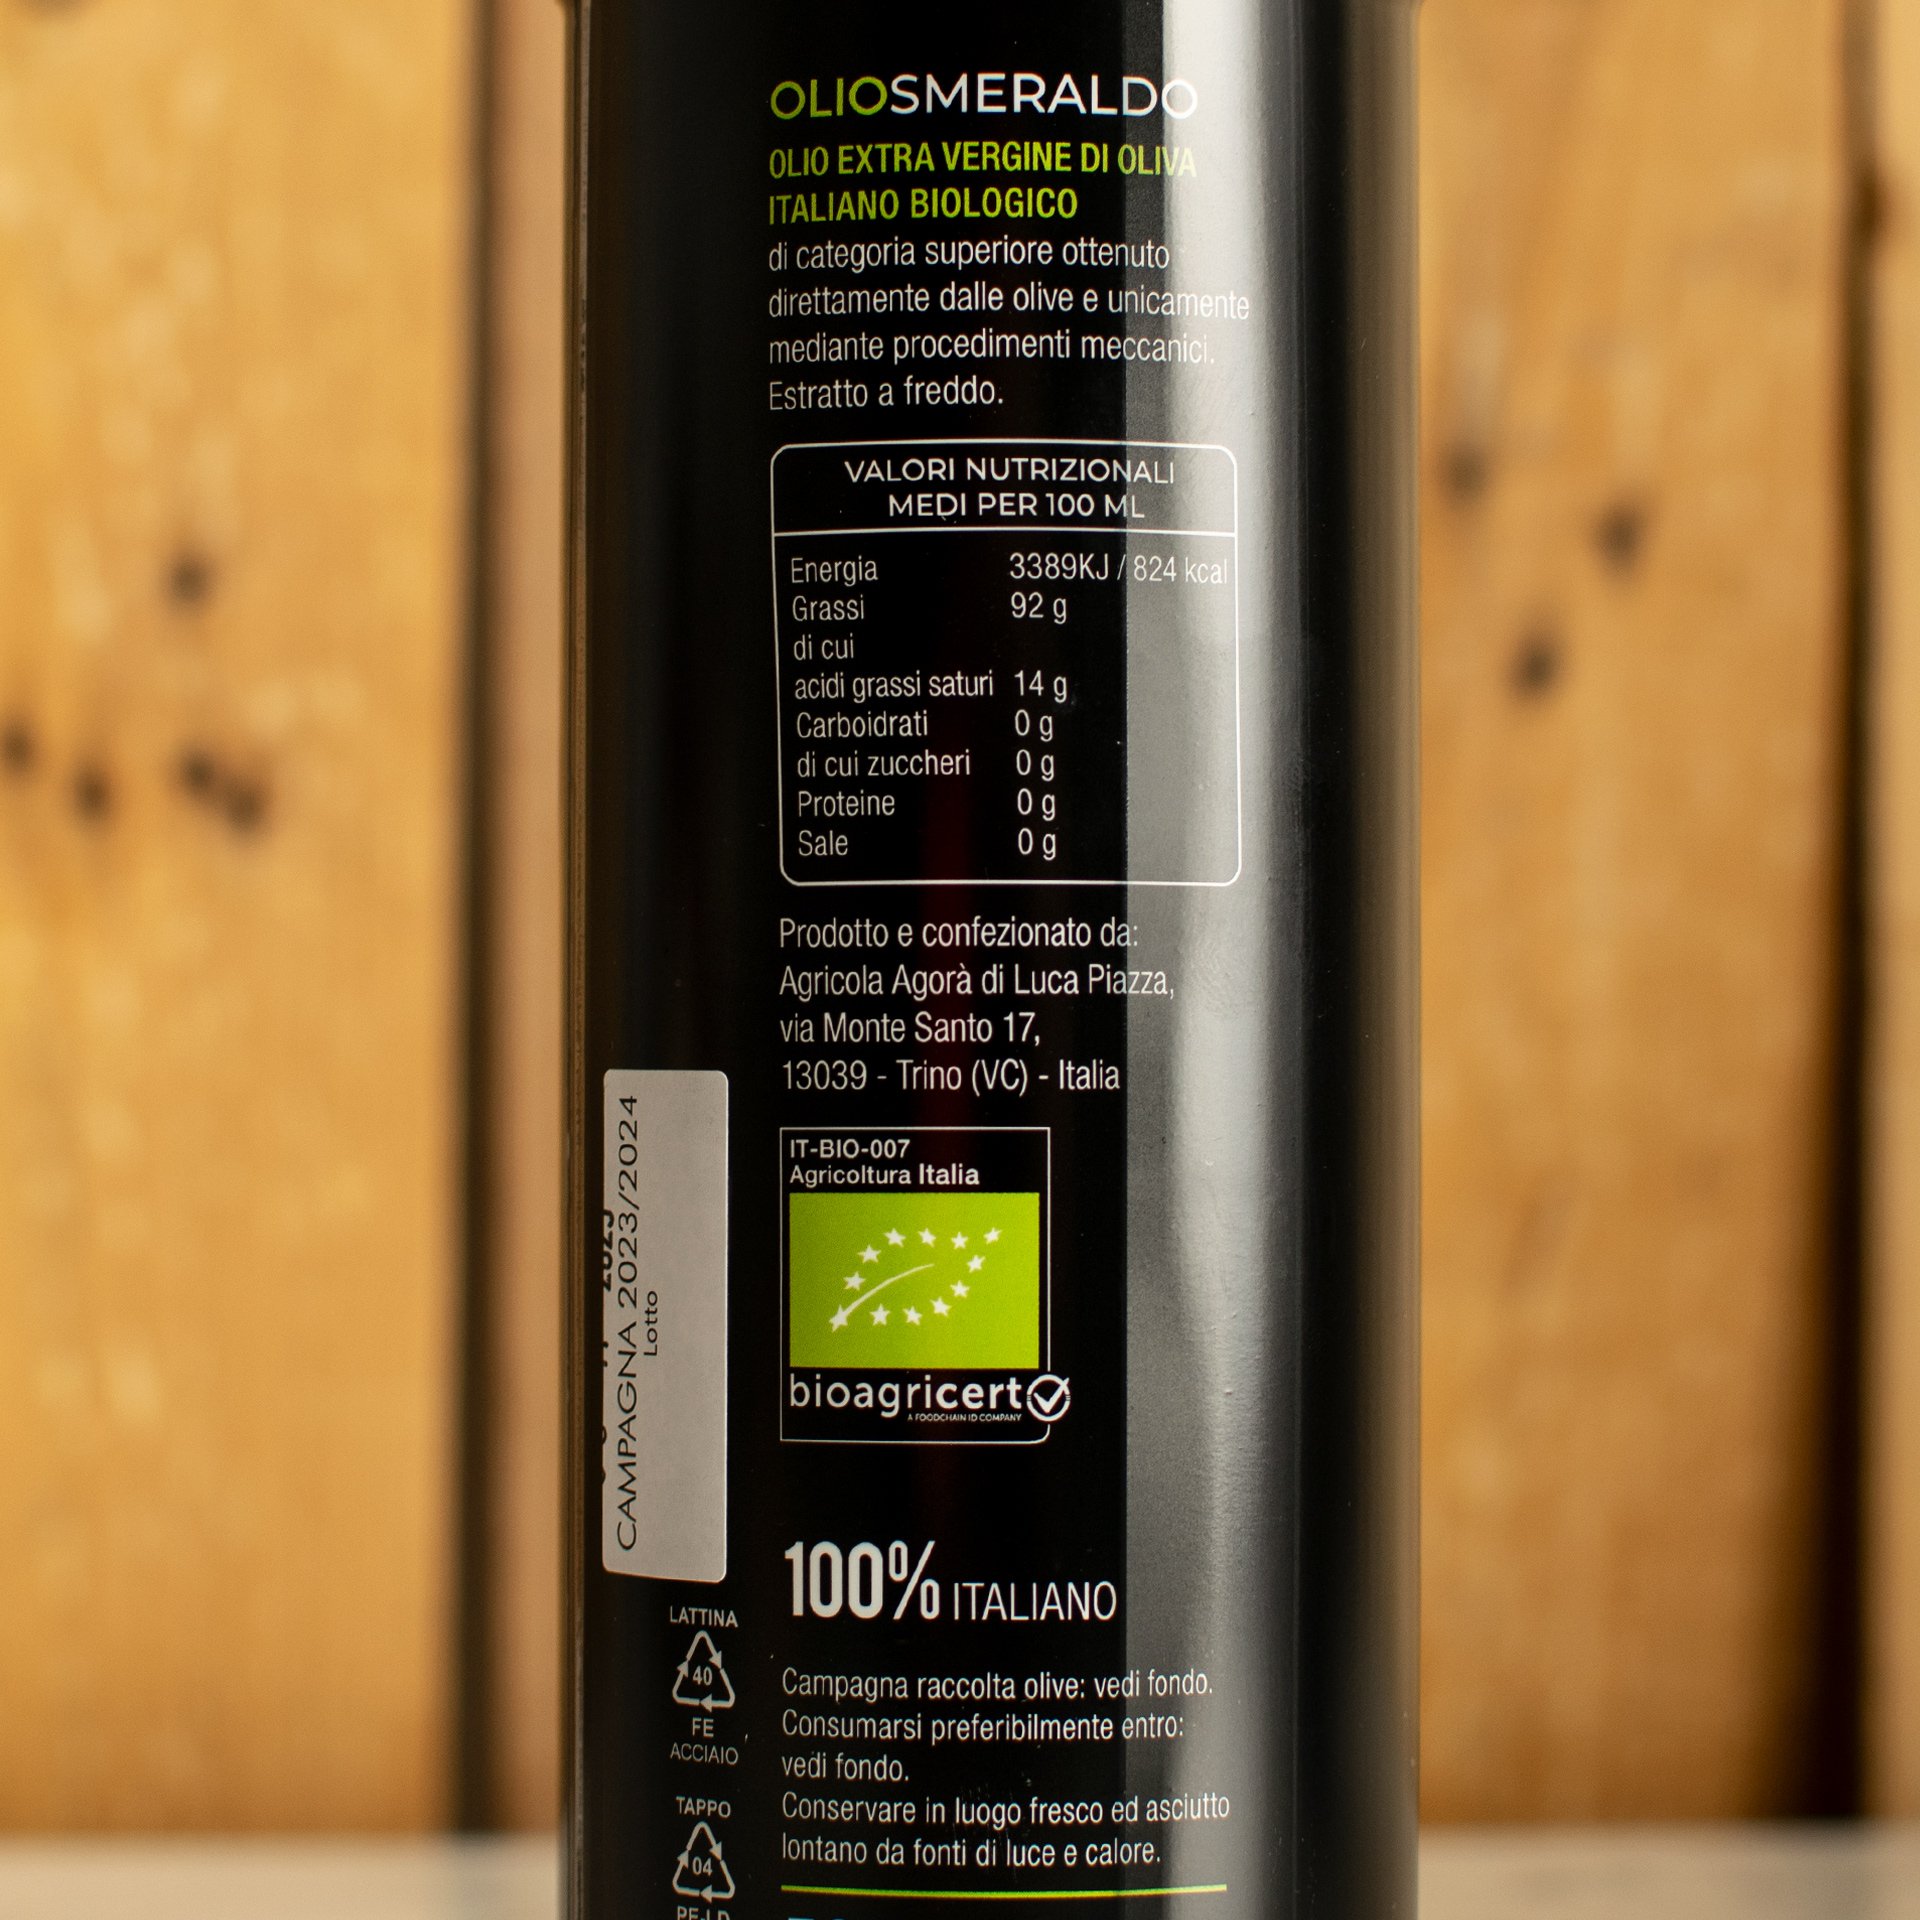 OLIOSMERALDO
OLIO EXTRA VERGINE DI OLIVA
ITALIANO BIOLOGICO
di categoria superiore ottenuto
direttamente dalle olive e unicamente
mediante procedimenti meccanici.
Estratto a freddo.
VALORI NUTRIZIONALI
MEDI PER 100 ML
Energia 3389KJ / 824 kcal
Grassi 92 g
di cui
acidi grassi saturi 14 g
Carboidrati 0 g
di cui zuccheri 0 g
Proteine 0 g
Sale 0 g
Prodotto e confezionato da:
Agricola Agorà di Luca Piazza,
via Monte Santo 17,
13039 - Trino (VC) - Italia
IT-BIO-007
Agricoltura Italia
bioagricert
A FOODCHAIN ID COMPANY
CAMPAGNA 2023/2024
Lotto
100% ITALIANO
LATTINA
40
FE
ACCIAIO
TAPPO
04
PE-LD
Campagna raccolta olive: vedi fondo.
Consumarsi preferibilmente entro:
vedi fondo.
Conservare in luogo fresco ed asciutto
lontano da fonti di luce e calore.